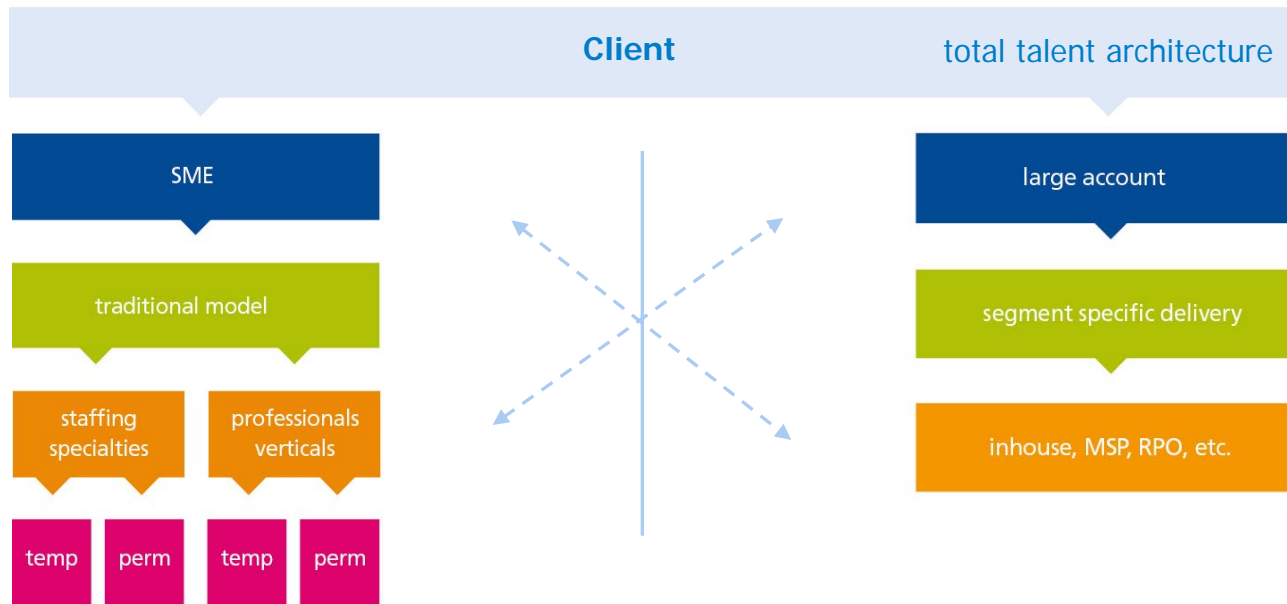 Client
total talent architecture
SME
large account
traditional model
segment specific delivery
staffing
specialties
professionals
verticals
inhouse, MSP, RPO, etc.
temp
perm
temp
perm